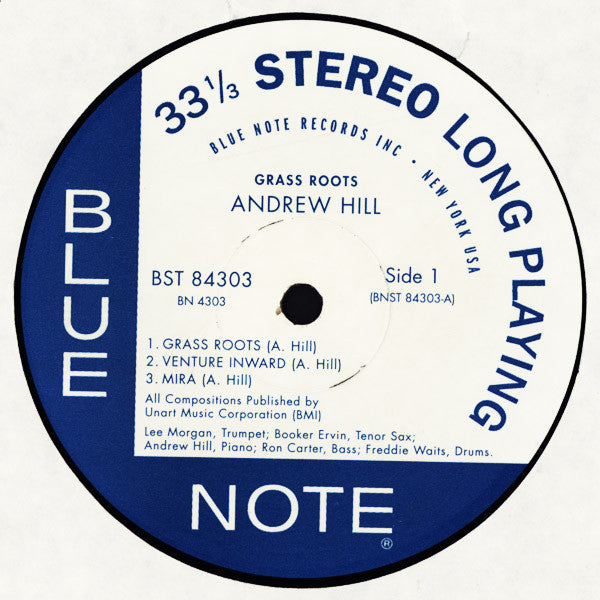 33⅓ STEREO LONG PLAYING
BLUE NOTE RECORDS INC • NEW YORK USA
GRASS ROOTS
ANDREW HILL
BST 84303
BN 4303
Side 1
(BNST 84303-A)
1. GRASS ROOTS (A. Hill)
2. VENTURE INWARD (A. Hill)
3. MIRA (A. Hill)
All Compositions Published by
Unart Music Corporation (BMI)
Lee Morgan, Trumpet; Booker Ervin, Tenor Sax;
Andrew Hill, Piano; Ron Carter, Bass; Freddie Waits, Drums.
BLUE
NOTE
®